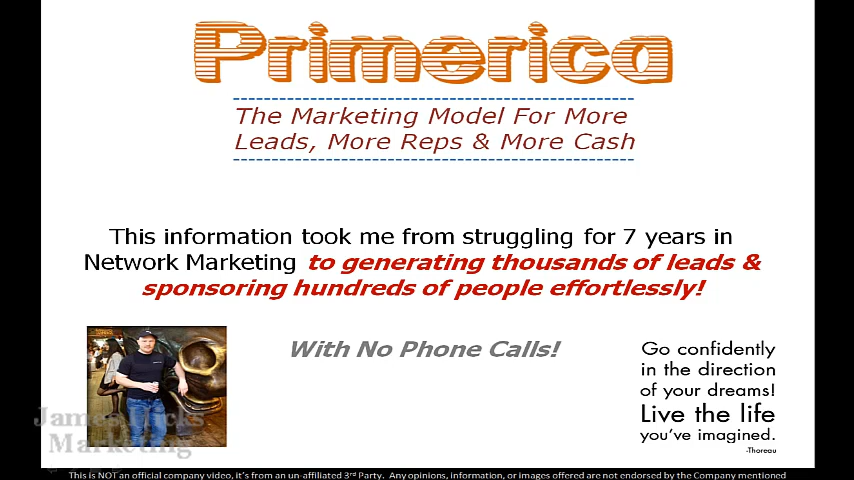 Primerica
The Marketing Model For More
Leads, More Reps & More Cash
This information took me from struggling for 7 years in
Network Marketing to generating thousands of leads &
sponsoring hundreds of people effortlessly!
With No Phone Calls!
Go confidently
in the direction
of your dreams!
Live the life
you've imagined.
-Thoreau
James Hicks
Marketing
This is NOT an official company video, it's from an un-affiliated 3rd Party. Any opinions, information, or images offered are not endorsed by the Company mentioned